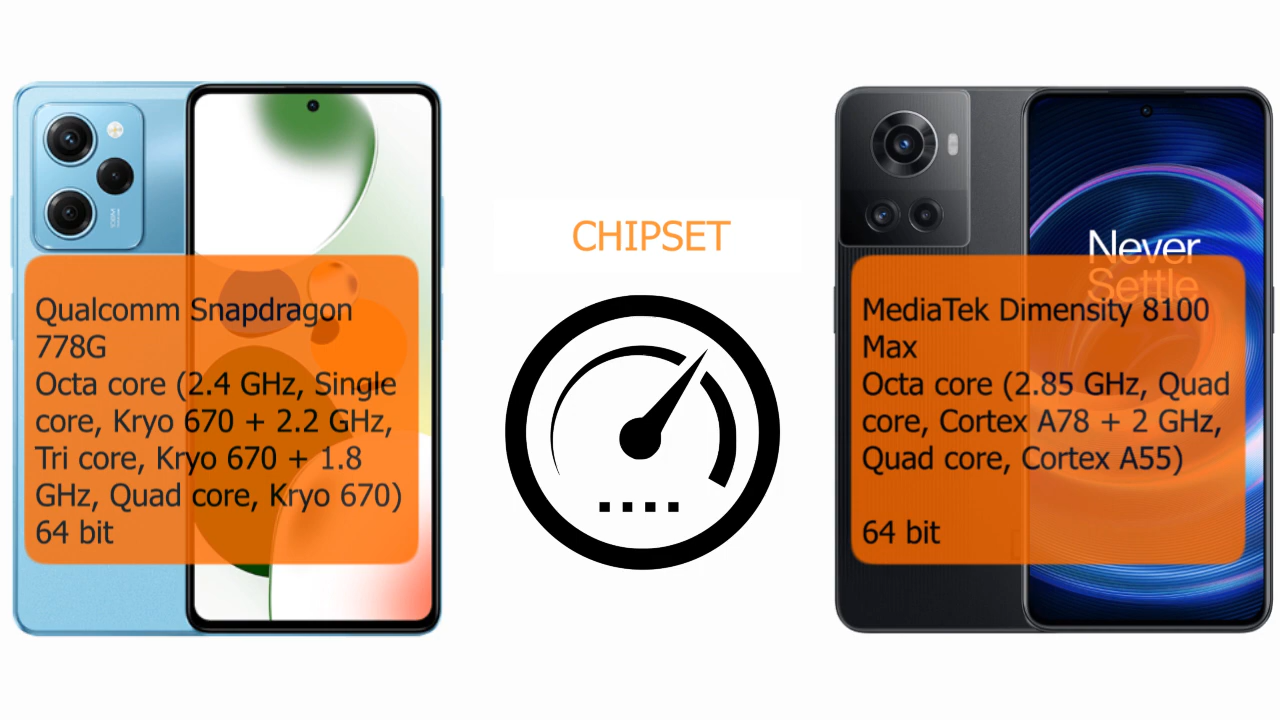 CHIPSET
Qualcomm Snapdragon
778G
Octa core (2.4 GHz, Single
core, Kryo 670 + 2.2 GHz,
Tri core, Kryo 670 + 1.8
GHz, Quad core, Kryo 670)
64 bit
Never
Settle
MediaTek Dimensity 8100
Max
Octa core (2.85 GHz, Quad
core, Cortex A78 + 2 GHz,
Quad core, Cortex A55)
64 bit